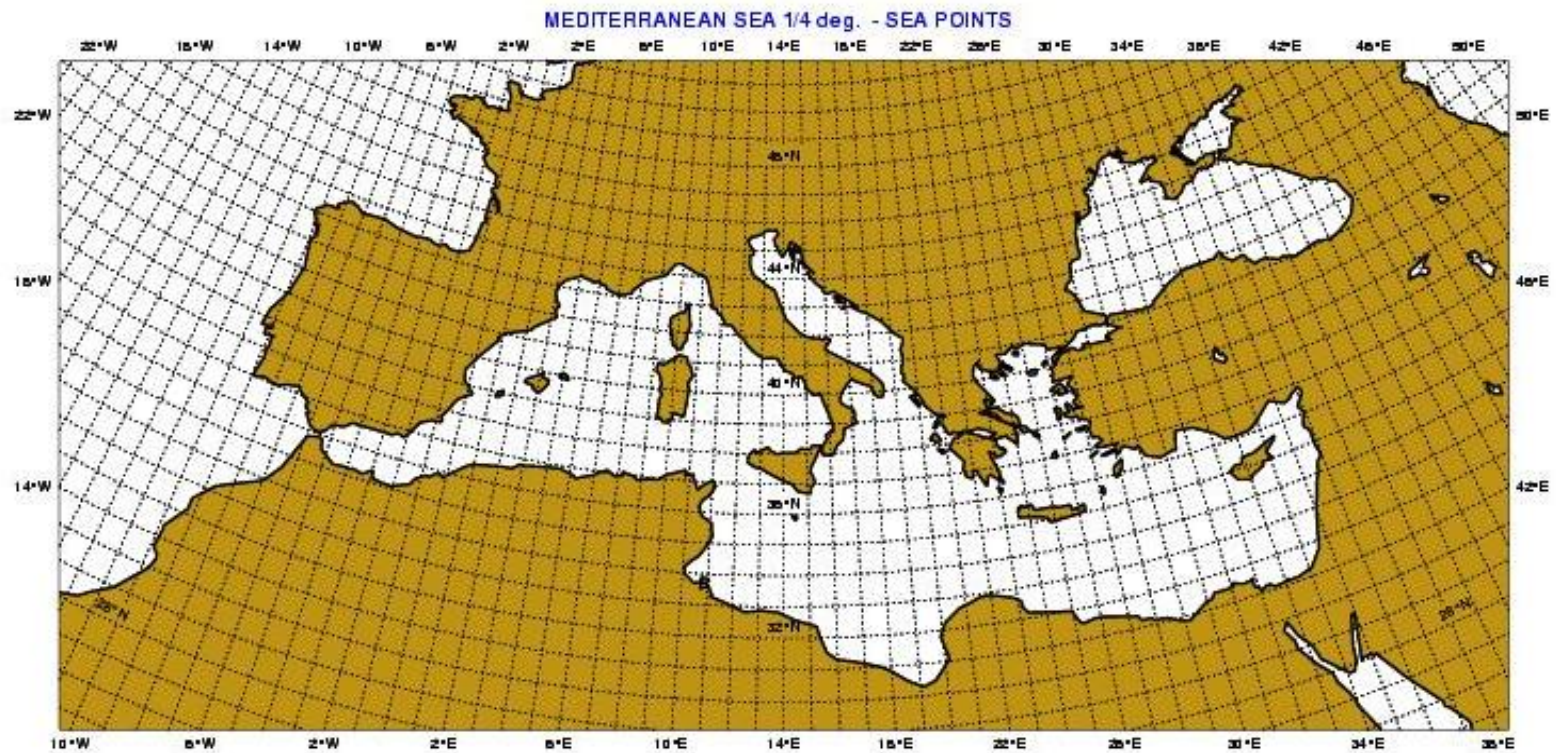 MEDITERRANEAN SEA 1/4 deg. - SEA POINTS
22°W 18°W 14°W 10°W 6°W 2°W 2°E 6°E 10°E 14°E 18°E 22°E 26°E 30°E 34°E 38°E 42°E 46°E 50°E
22°W 50°E
48°N
44°N
18°W 46°E
40°N
14°W 42°E
36°N
28°N 28°N
32°N
10°W 6°W 2°W 2°E 6°E 10°E 14°E 18°E 22°E 26°E 30°E 34°E 38°E